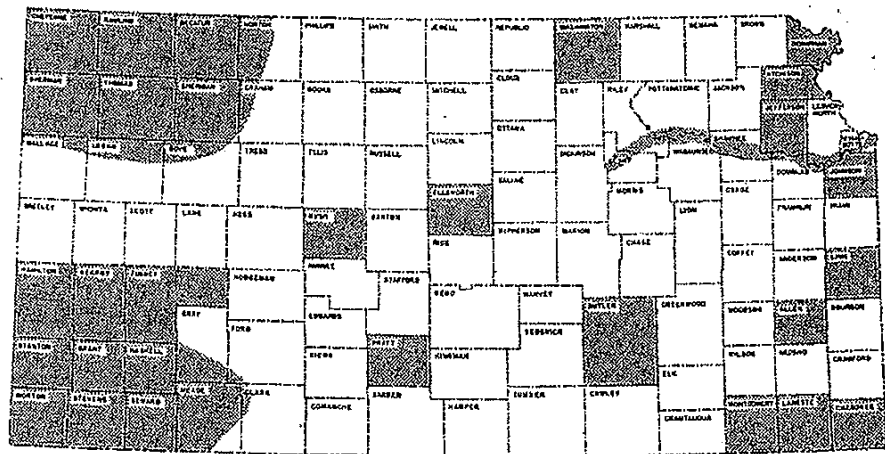 CHEYENNE RAWLINS DECATUR NORTON PHILLIPS SMITH JEWELL REPUBLIC WASHINGTON MARSHALL NEMAHA BROWN DONIPHAN
SHERMAN THOMAS SHERIDAN GRAHAM ROOKS OSBORNE MITCHELL CLOUD CLAY RILEY POTTAWATOMIE JACKSON ATCHISON
JEFFERSON LEAVEN-
WORTH
OTTAWA
WALLACE LOGAN GOVE TREGO ELLIS RUSSELL LINCOLN DICKINSON WABAUNSEE SHAWNEE
SALINE MORRIS OSAGE DOUGLAS JOHNSON
ELLSWORTH
GREELEY WICHITA SCOTT LANE NESS RUSH BARTON RICE McPHERSON MARION CHASE LYON FRANKLIN MIAMI
COFFEY ANDERSON LINN
HAMILTON KEARNY FINNEY HODGEMAN PAWNEE STAFFORD RENO HARVEY BUTLER GREENWOOD WOODSON ALLEN BOURBON
GRAY FORD EDWARDS SEDGWICK
STANTON GRANT HASKELL KIOWA PRATT KINGMAN ELK WILSON NEOSHO CRAWFORD
MORTON STEVENS SEWARD MEADE CLARK COMANCHE BARBER HARPER SUMNER COWLEY CHAUTAUQUA MONTGOMERY LABETTE CHEROKEE